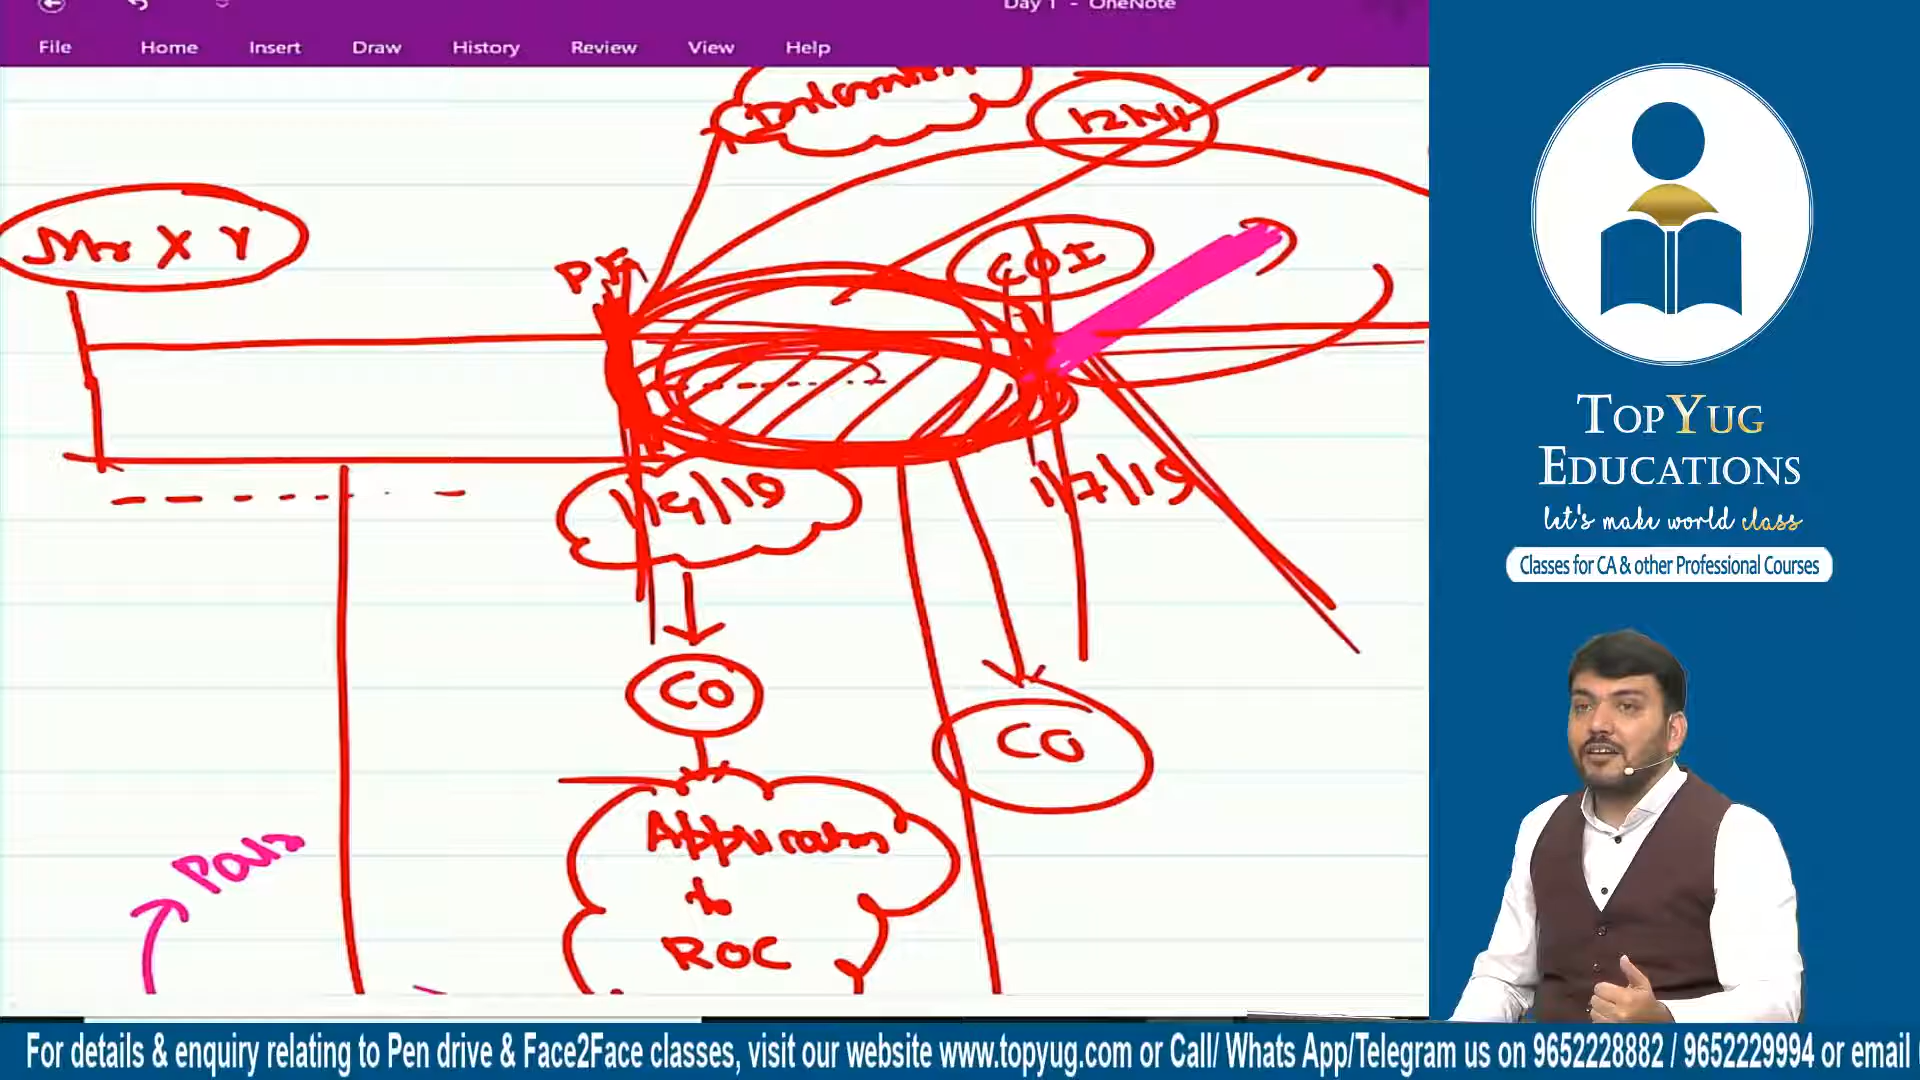 Day 1 - OneNote
File Home Insert Draw History Review View Help
12M
Mr X Y
COI
1/4/19
1/7/19
CO
CO
Application
to
ROC
TOPYUG
EDUCATIONS
let's make world class
Classes for CA & other Professional Courses
For details & enquiry relating to Pen drive & Face2Face classes, visit our website www.topyug.com or Call/ Whats App/Telegram us on 9652228882 / 9652229994 or email